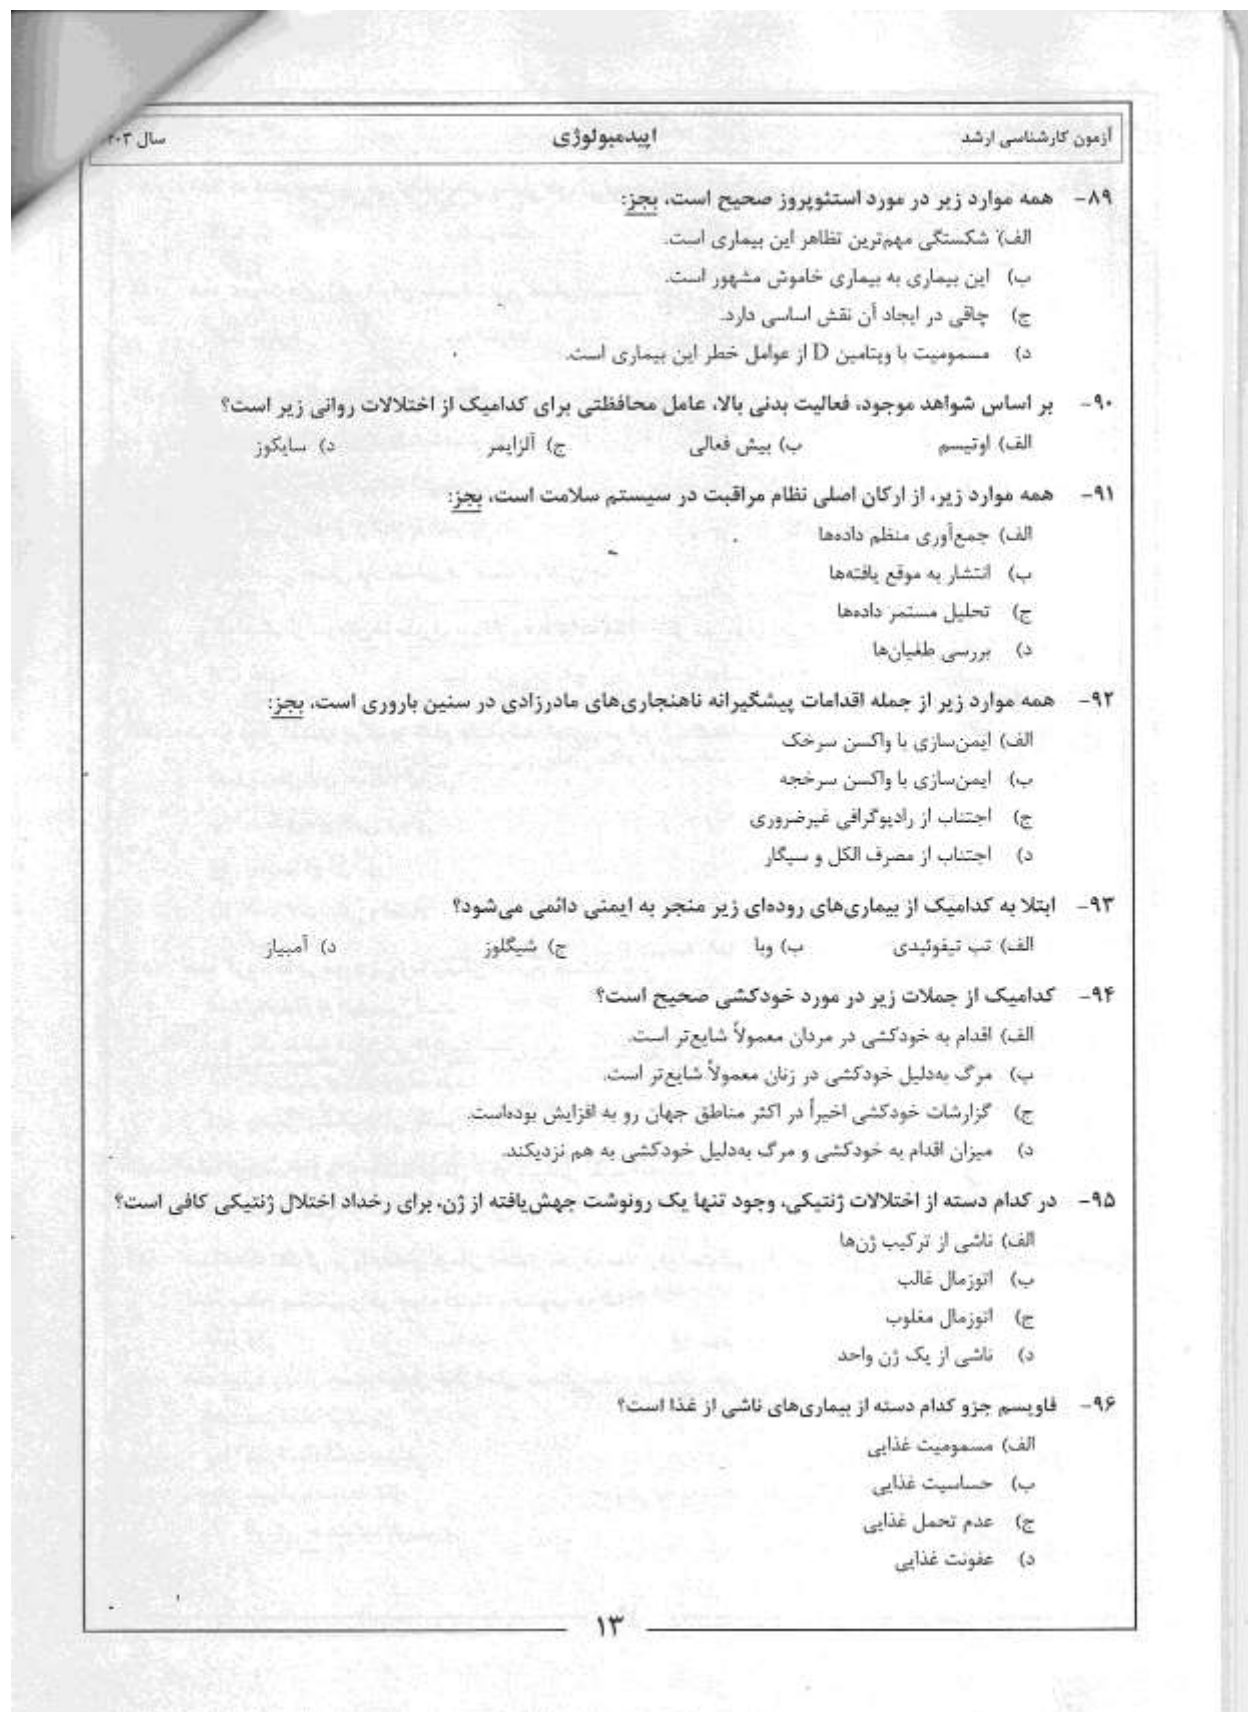 آزمون کارشناسی ارشد
اپیدمیولوژی
سال
۸۹- همه موارد زیر در مورد استئوپروز صحیح است، بجز:
الف) شکستگی مهم‌ترین تظاهر این بیماری است.
ب) این بیماری به بیماری خاموش مشهور است.
ج) چاقی در ایجاد آن نقش اساسی دارد.
د) مسمومیت با ویتامین D از عوامل خطر این بیماری است.
۹۰- بر اساس شواهد موجود، فعالیت بدنی بالا، عامل محافظتی برای کدامیک از اختلالات روانی زیر است؟
الف) اوتیسم ب) بیش فعالی ج) آلزایمر د) سایکوز
۹۱- همه موارد زیر، از ارکان اصلی نظام مراقبت در سیستم سلامت است، بجز:
الف) جمع‌آوری منظم داده‌ها
ب) انتشار به موقع یافته‌ها
ج) تحلیل مستمر داده‌ها
د) بررسی طغیان‌ها
۹۲- همه موارد زیر از جمله اقدامات پیشگیرانه ناهنجاری‌های مادرزادی در سنین باروری است، بجز:
الف) ایمن‌سازی با واکسن سرخک
ب) ایمن‌سازی با واکسن سرخجه
ج) اجتناب از رادیوگرافی غیرضروری
د) اجتناب از مصرف الکل و سیگار
۹۳- ابتلا به کدامیک از بیماری‌های روده‌ای زیر منجر به ایمنی دائمی می‌شود؟
الف) تب تیفوئیدی ب) وبا ج) شیگلوز د) آمبیاز
۹۴- کدامیک از جملات زیر در مورد خودکشی صحیح است؟
الف) اقدام به خودکشی در مردان معمولاً شایع‌تر است.
ب) مرگ به‌دلیل خودکشی در زنان معمولاً شایع‌تر است.
ج) گزارشات خودکشی اخیراً در اکثر مناطق جهان رو به افزایش بوده‌است.
د) میزان اقدام به خودکشی و مرگ به‌دلیل خودکشی به هم نزدیکند.
۹۵- در کدام دسته از اختلالات ژنتیکی، وجود تنها یک رونوشت جهش‌یافته از ژن، برای رخداد اختلال ژنتیکی کافی است؟
الف) ناشی از ترکیب ژن‌ها
ب) اتوزمال غالب
ج) اتوزمال مغلوب
د) ناشی از یک ژن واحد
۹۶- فاویسم جزو کدام دسته از بیماری‌های ناشی از غذا است؟
الف) مسمومیت غذایی
ب) حساسیت غذایی
ج) عدم تحمل غذایی
د) عفونت غذایی
۱۳